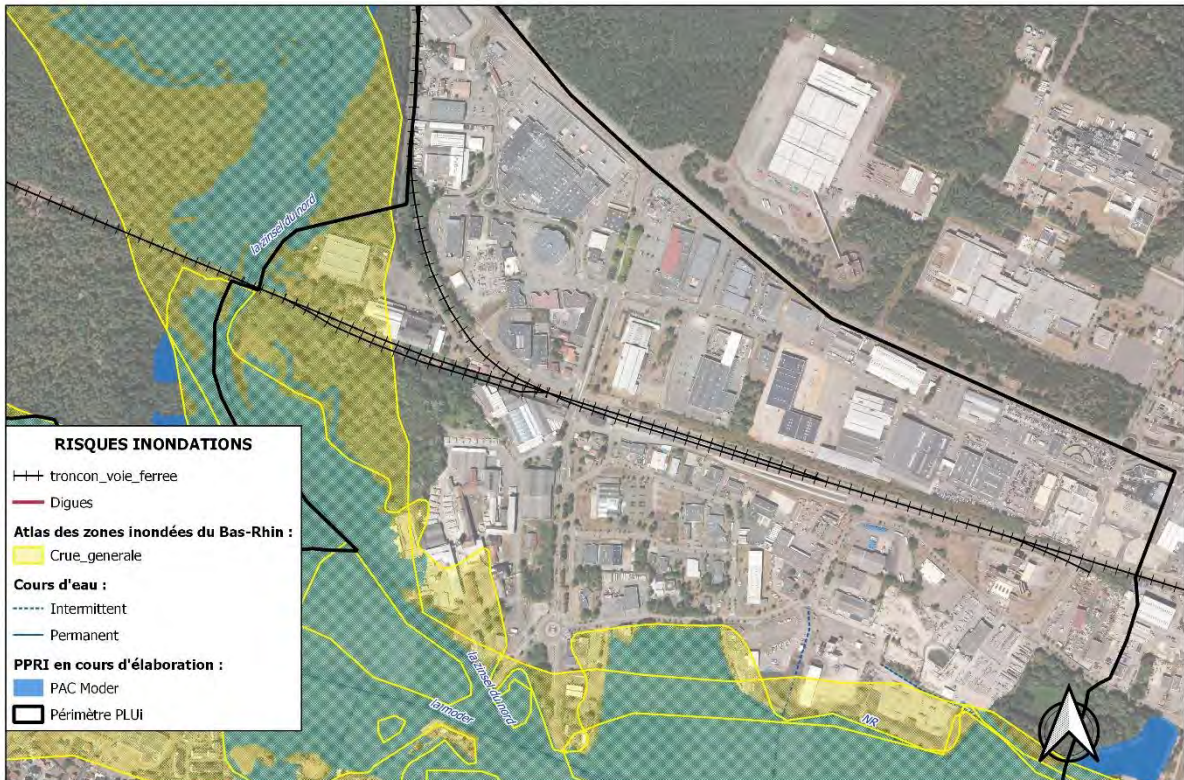 la zinsel du nord
RISQUES INONDATIONS
troncon_voie_ferree
Digues
Atlas des zones inondées du Bas-Rhin :
Crue_generale
Cours d'eau :
Intermittent
Permanent
PPRI en cours d'élaboration :
PAC Moder
Périmètre PLUi
la zinsel du nord
la moder
NR